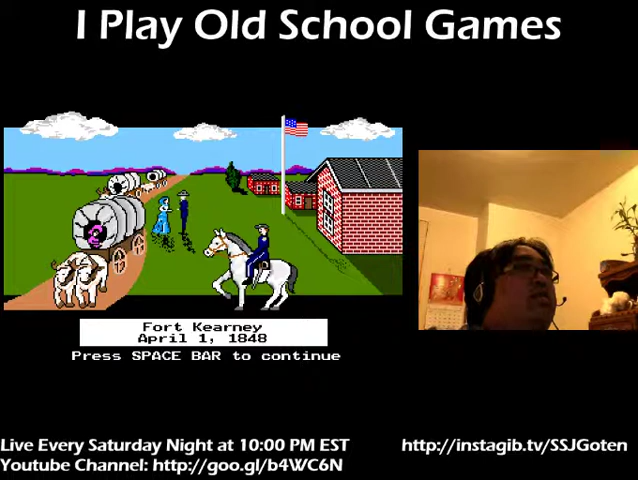 I Play Old School Games
Fort Kearney
April 1, 1848
Press SPACE BAR to continue
Live Every Saturday Night at 10:00 PM EST
http://instagib.tv/SSJGoten
Youtube Channel: http://goo.gl/b4WC6N